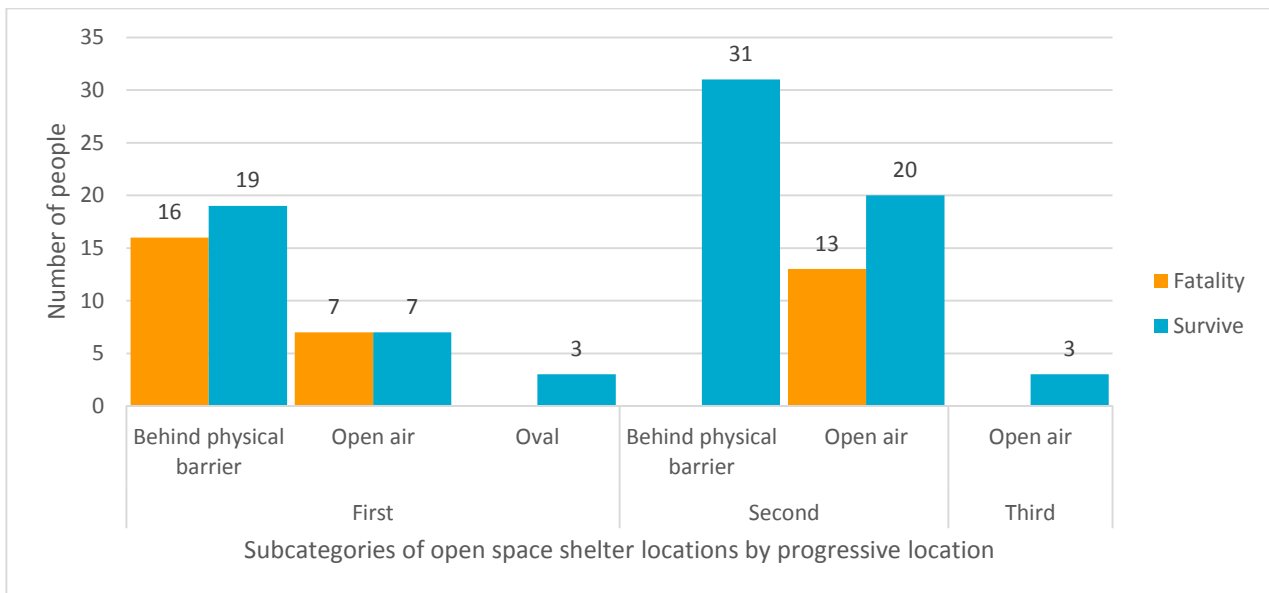 35
30
25
20
15
10
5
0
Number of people
16
19
7
7
3
31
13
20
3
Behind physical
barrier
Open air
Oval
Behind physical
barrier
Open air
Open air
First
Second
Third
Subcategories of open space shelter locations by progressive location
Fatality
Survive